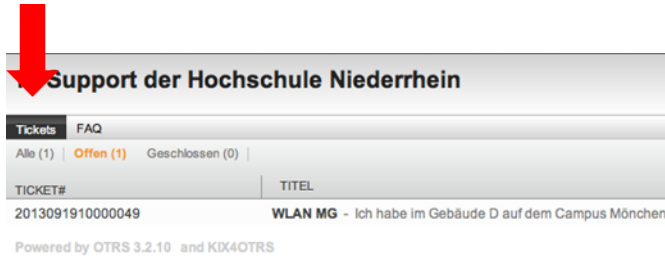 Support der Hochschule Niederrhein
Tickets FAQ
Alle (1) | Offen (1) Geschlossen (0) |
TICKET# TITEL
2013091910000049 WLAN MG - Ich habe im Gebäude D auf dem Campus Mönchen
Powered by OTRS 3.2.10 and KIX4OTRS